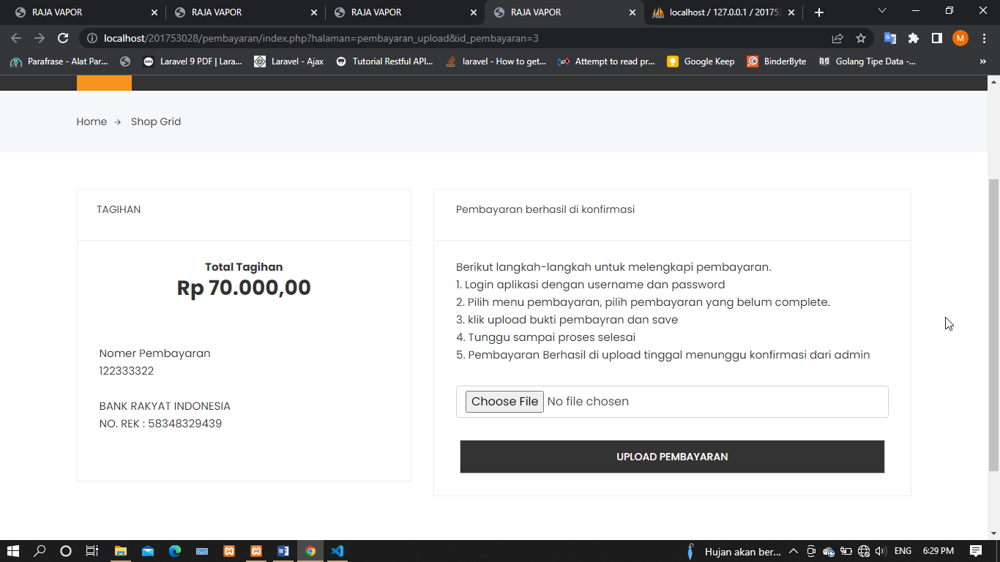 RAJA VAPOR
RAJA VAPOR
RAJA VAPOR
RAJA VAPOR
localhost / 127.0.0.1 / 20175302
localhost/201753028/pembayaran/index.php?halaman=pembayaran_upload&id_pembayaran=3
M
Parafrase - Alat Par...
Laravel 9 PDF | Lara...
Laravel - Ajax
Tutorial Restful API...
laravel - How to get...
Attempt to read pr...
Google Keep
BinderByte
Golang Tipe Data -...
Home → Shop Grid
TAGIHAN
Total Tagihan
Rp 70.000,00
Nomer Pembayaran
122333322
BANK RAKYAT INDONESIA
NO. REK : 58348329439
Pembayaran berhasil di konfirmasi
Berikut langkah-langkah untuk melengkapi pembayaran.
1. Login aplikasi dengan username dan password
2. Pilih menu pembayaran, pilih pembayaran yang belum complete.
3. klik upload bukti pembayran dan save
4. Tunggu sampai proses selesai
5. Pembayaran Berhasil di upload tinggal menunggu konfirmasi dari admin
Choose File No file chosen
UPLOAD PEMBAYARAN
Hujan akan ber...
ENG
6:29 PM